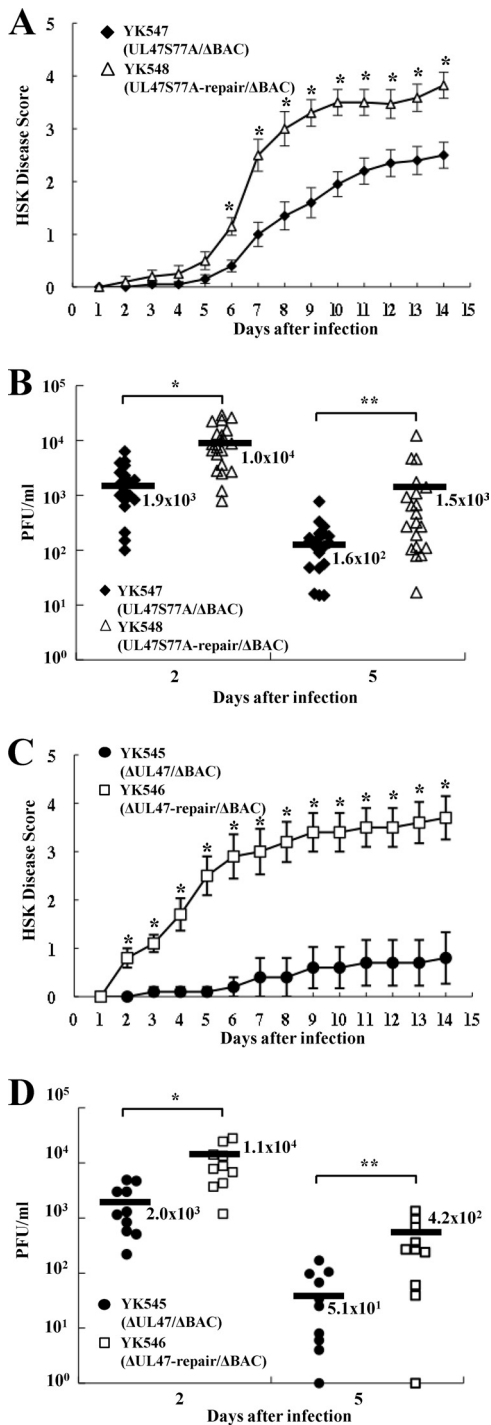 A
YK547
(UL47S77A/ΔBAC)
YK548
(UL47S77A-repair/ΔBAC)
HSK Disease Score
5
4
3
2
1
0
* * * * * * * * *
0 1 2 3 4 5 6 7 8 9 10 11 12 13 14 15
Days after infection
B
PFU/ml
10⁵
10⁴
10³
10²
10¹
10⁰
*
**
1.9x10³
1.0x10⁴
1.6x10²
1.5x10³
YK547
(UL47S77A/ΔBAC)
YK548
(UL47S77A-repair/ΔBAC)
2 5
Days after infection
C
YK545
(ΔUL47/ΔBAC)
YK546
(ΔUL47-repair/ΔBAC)
HSK Disease Score
5
4
3
2
1
0
* * * * * * * * * * * * *
0 1 2 3 4 5 6 7 8 9 10 11 12 13 14 15
Days after infection
D
PFU/ml
10⁵
10⁴
10³
10²
10¹
10⁰
*
**
2.0x10³
1.1x10⁴
5.1x10¹
4.2x10²
YK545
(ΔUL47/ΔBAC)
YK546
(ΔUL47-repair/ΔBAC)
2 5
Days after infection